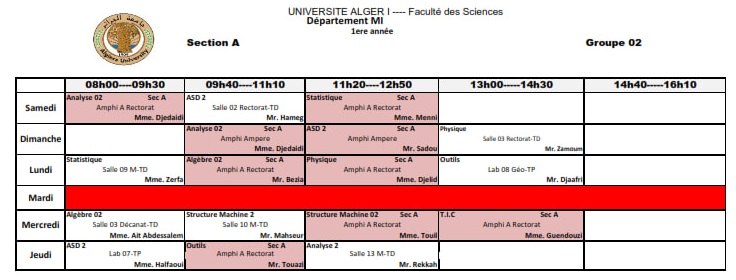 UNIVERSITE ALGER I ---- Faculté des Sciences
Département MI
1ere année
Section A
Groupe 02
Algiers University
08h00----09h30 09h40----11h10 11h20----12h50 13h00-----14h30 14h40-----16h10
Samedi
Analyse 02 Sec A
Amphi A Rectorat
Mme. Djedaidi
ASD 2
Salle 02 Rectorat-TD
Mr. Hameg
Statistique Sec A
Amphi A Rectorat
Mme. Menni
Dimanche
Analyse 02 Sec A
Amphi Ampere
Mme. Djedaidi
ASD 2 Sec A
Amphi Ampere
Mr. Sadou
Physique
Salle 03 Rectorat-TD
Mr. Zamoum
Lundi
Statistique
Salle 09 M-TD
Mme. Zerfa
Algèbre 02 Sec A
Amphi A Rectorat
Mr. Bezia
Physique Sec A
Amphi A Rectorat
Mme. Djelid
Outils
Lab 08 Géo-TP
Mr. Djaafri
Mardi
Mercredi
Algèbre 02
Salle 03 Décanat-TD
Mme. Ait Abdessalem
Structure Machine 2
Salle 10 M-TD
Mr. Mahseur
Structure Machine 02 Sec A
Amphi A Rectorat
Mme. Touil
T.I.C Sec A
Amphi A Rectorat
Mme. Guendouzi
Jeudi
ASD 2
Lab 07-TP
Mme. Halfaoui
Outils Sec A
Amphi A Rectorat
Mr. Touazi
Analyse 2
Salle 13 M-TD
Mr. Rekkah